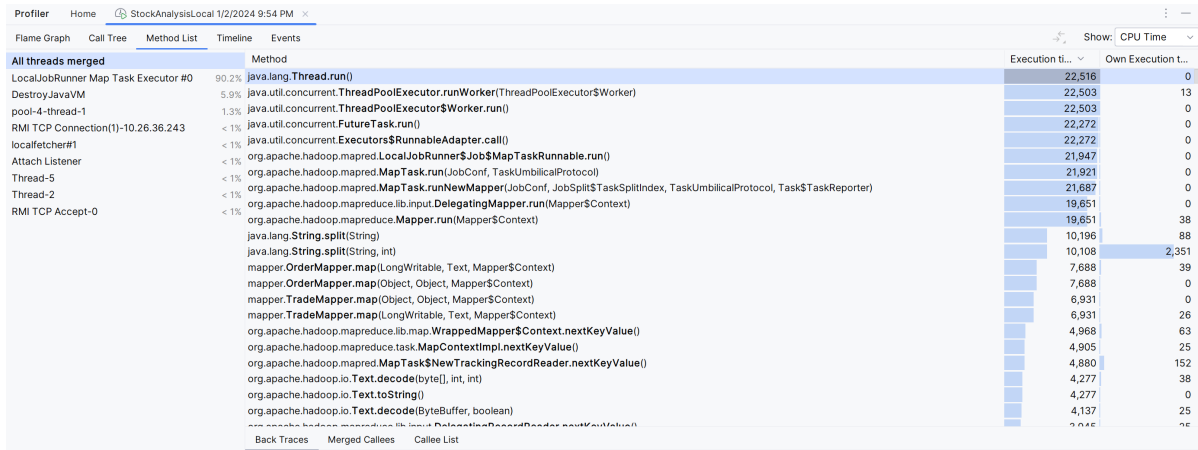 Profiler Home StockAnalysisLocal 1/2/2024 9:54 PM
Flame Graph Call Tree Method List Timeline Events Show: CPU Time
All threads merged
LocalJobRunner Map Task Executor #0 90.2%
DestroyJavaVM 5.9%
pool-4-thread-1 1.3%
RMI TCP Connection(1)-10.26.36.243 < 1%
localfetcher#1 < 1%
Attach Listener < 1%
Thread-5 < 1%
Thread-2 < 1%
RMI TCP Accept-0 < 1%
Method Execution ti... Own Execution t...
java.lang.Thread.run() 22,516 0
java.util.concurrent.ThreadPoolExecutor.runWorker(ThreadPoolExecutor$Worker) 22,503 13
java.util.concurrent.ThreadPoolExecutor$Worker.run() 22,503 0
java.util.concurrent.FutureTask.run() 22,272 0
java.util.concurrent.Executors$RunnableAdapter.call() 22,272 0
org.apache.hadoop.mapred.LocalJobRunner$Job$MapTaskRunnable.run() 21,947 0
org.apache.hadoop.mapred.MapTask.run(JobConf, TaskUmbilicalProtocol) 21,921 0
org.apache.hadoop.mapred.MapTask.runNewMapper(JobConf, JobSplit$TaskSplitIndex, TaskUmbilicalProtocol, Task$TaskReporter) 21,687 0
org.apache.hadoop.mapreduce.lib.input.DelegatingMapper.run(Mapper$Context) 19,651 0
org.apache.hadoop.mapreduce.Mapper.run(Mapper$Context) 19,651 38
java.lang.String.split(String) 10,196 88
java.lang.String.split(String, int) 10,108 2,351
mapper.OrderMapper.map(LongWritable, Text, Mapper$Context) 7,688 39
mapper.OrderMapper.map(Object, Object, Mapper$Context) 7,688 0
mapper.TradeMapper.map(Object, Object, Mapper$Context) 6,931 0
mapper.TradeMapper.map(LongWritable, Text, Mapper$Context) 6,931 26
org.apache.hadoop.mapreduce.lib.map.WrappedMapper$Context.nextKeyValue() 4,968 63
org.apache.hadoop.mapreduce.task.MapContextImpl.nextKeyValue() 4,905 25
org.apache.hadoop.mapred.MapTask$NewTrackingRecordReader.nextKeyValue() 4,880 152
org.apache.hadoop.io.Text.decode(byte[], int, int) 4,277 38
org.apache.hadoop.io.Text.toString() 4,277 0
org.apache.hadoop.io.Text.decode(ByteBuffer, boolean) 4,137 25
org.apache.hadoop.mapreduce.lib.input.DelegatingRecordReader.nextKeyValue() 3,945 25
Back Traces Merged Callees Callee List